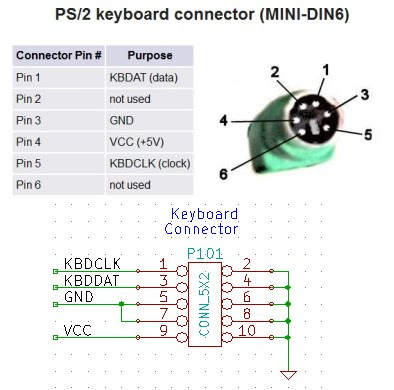 PS/2 keyboard connector (MINI-DIN6)
Connector Pin # Purpose
Pin 1 KBDAT (data)
Pin 2 not used
Pin 3 GND
Pin 4 VCC (+5V)
Pin 5 KBDCLK (clock)
Pin 6 not used
1
2
3
4
5
6
Keyboard
Connector
P101
KBDCLK 1 2
KBDDAT 3 4
GND 5 6
7 8
VCC 9 10
CONN_5X2